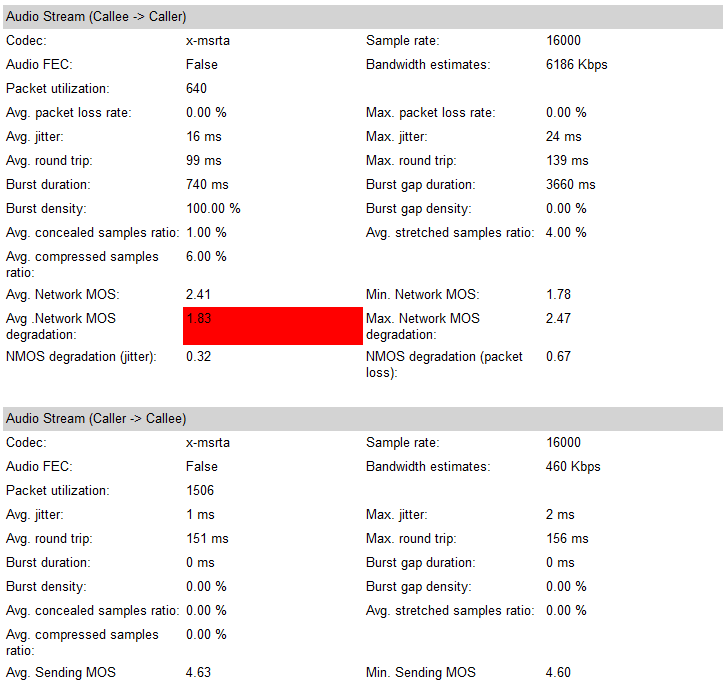 Audio Stream (Callee -> Caller)
Codec: x-msrta Sample rate: 16000
Audio FEC: False Bandwidth estimates: 6186 Kbps
Packet utilization: 640
Avg. packet loss rate: 0.00 % Max. packet loss rate: 0.00 %
Avg. jitter: 16 ms Max. jitter: 24 ms
Avg. round trip: 99 ms Max. round trip: 139 ms
Burst duration: 740 ms Burst gap duration: 3660 ms
Burst density: 100.00 % Burst gap density: 0.00 %
Avg. concealed samples ratio: 1.00 % Avg. stretched samples ratio: 4.00 %
Avg. compressed samples 6.00 %
ratio:
Avg. Network MOS: 2.41 Min. Network MOS: 1.78
Avg .Network MOS 1.83 Max. Network MOS 2.47
degradation: degradation:
NMOS degradation (jitter): 0.32 NMOS degradation (packet 0.67
loss):
Audio Stream (Caller -> Callee)
Codec: x-msrta Sample rate: 16000
Audio FEC: False Bandwidth estimates: 460 Kbps
Packet utilization: 1506
Avg. jitter: 1 ms Max. jitter: 2 ms
Avg. round trip: 151 ms Max. round trip: 156 ms
Burst duration: 0 ms Burst gap duration: 0 ms
Burst density: 0.00 % Burst gap density: 0.00 %
Avg. concealed samples ratio: 0.00 % Avg. stretched samples ratio: 0.00 %
Avg. compressed samples 0.00 %
ratio:
Avg. Sending MOS 4.63 Min. Sending MOS 4.60